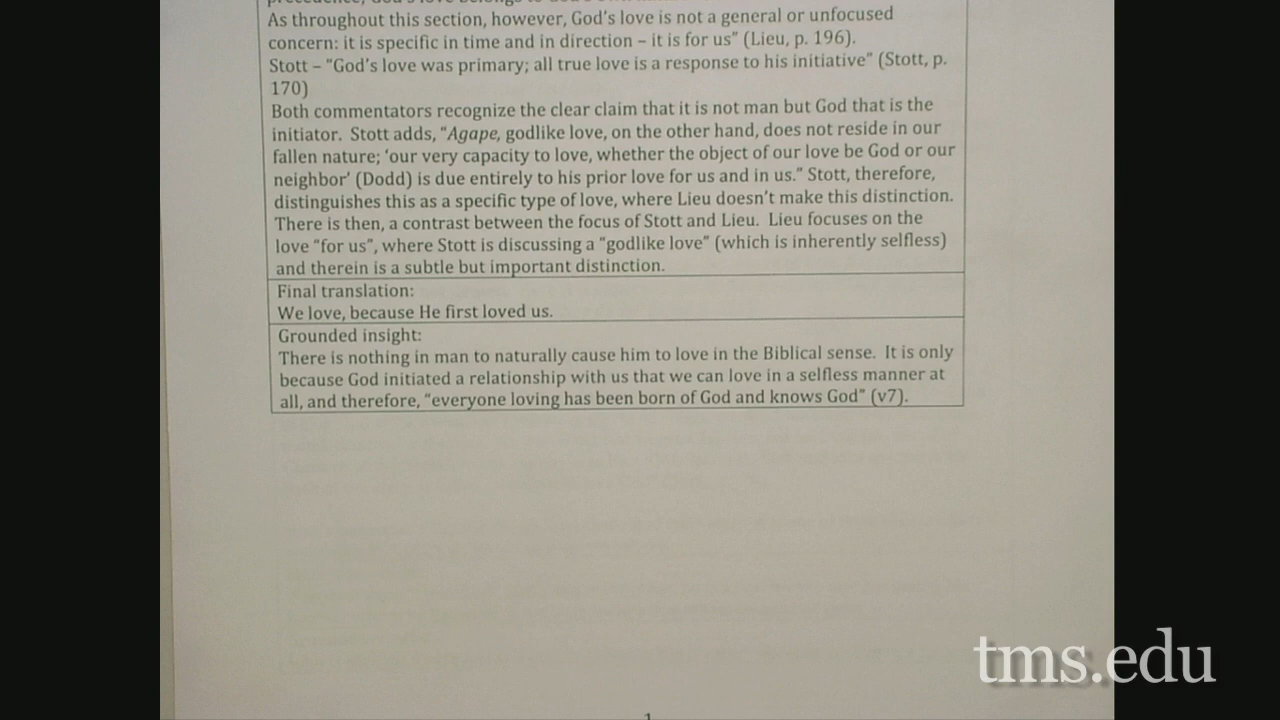 As throughout this section, however, God's love is not a general or unfocused
concern: it is specific in time and in direction – it is for us" (Lieu, p. 196).
Stott – "God's love was primary; all true love is a response to his initiative" (Stott, p.
170)
Both commentators recognize the clear claim that it is not man but God that is the
initiator.  Stott adds, "Agape, godlike love, on the other hand, does not reside in our
fallen nature; 'our very capacity to love, whether the object of our love be God or our
neighbor' (Dodd) is due entirely to his prior love for us and in us." Stott, therefore,
distinguishes this as a specific type of love, where Lieu doesn't make this distinction.
There is then, a contrast between the focus of Stott and Lieu.  Lieu focuses on the
love "for us", where Stott is discussing a "godlike love" (which is inherently selfless)
and therein is a subtle but important distinction.
Final translation:
We love, because He first loved us.
Grounded insight:
There is nothing in man to naturally cause him to love in the Biblical sense.  It is only
because God initiated a relationship with us that we can love in a selfless manner at
all, and therefore, "everyone loving has been born of God and knows God" (v7).
tms.edu